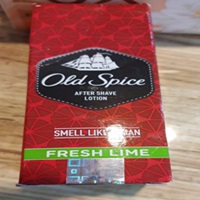 Old Spice
AFTER SHAVE
LOTION
SMELL LIKE A MAN
FRESH LIME